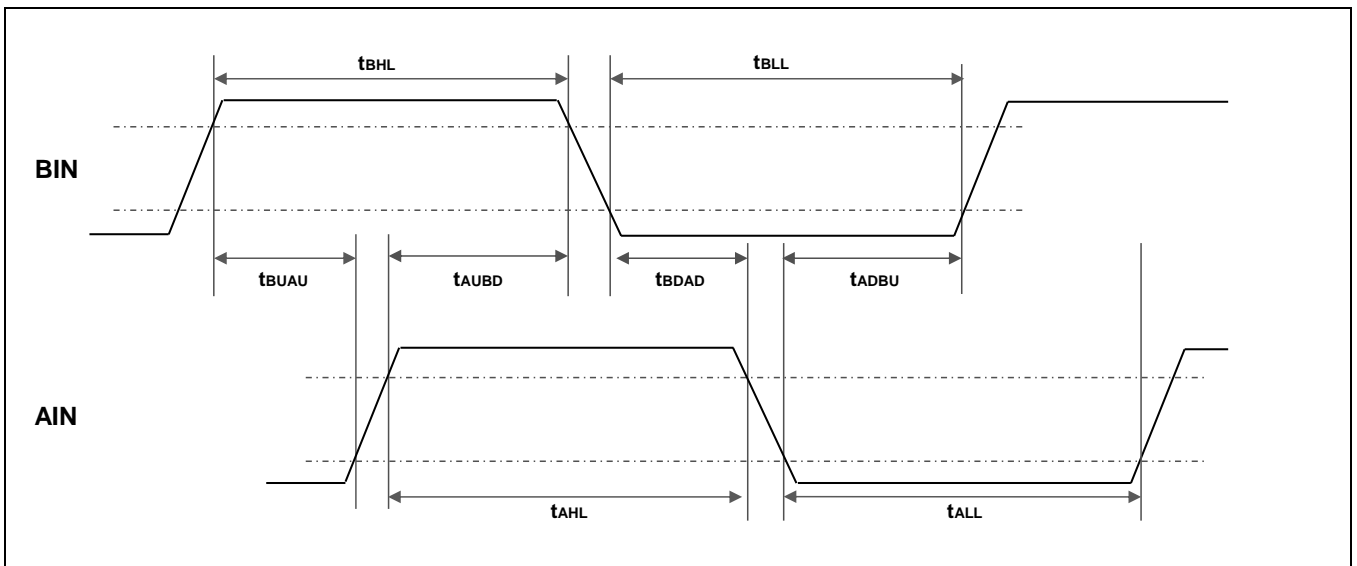 tBHL
tBLL
BIN
tBUAU
tAUBD
tBDAD
tADBU
AIN
tAHL
tALL